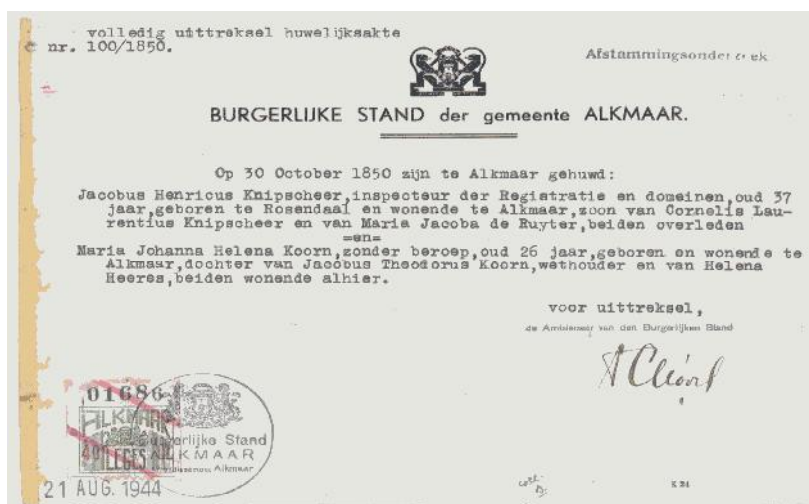 volledig uittreksel huwelijksakte
nr. 100/1850.
Afstammingsonder ek
BURGERLIJKE STAND der gemeente ALKMAAR.
Op 30 October 1850 zijn te Alkmaar gehuwd:
Jacobus Henricus Knipscheer,inspecteur der Registratie en domeinen,oud 37
jaar,geboren te Rosendaal en wonende te Alkmaar,zoon van Cornelis Lau-
rentius Knipscheer en van Maria Jacoba de Ruyter,beiden overleden
=en=
Maria Johanna Helena Koorn,zonder beroep,oud 26 jaar,geboren en wonende te
Alkmaar,dochter van Jacobus Theodorus Koorn,wethouder en van Helena
Heeres,beiden wonende alhier.
voor uittreksel,
de Ambtenaar van den Burgerlijken Stand
01686
ALKMAAR
LEGES
Burgerlijke Stand
ALKMAAR
Alkmaar
21 AUG. 1944